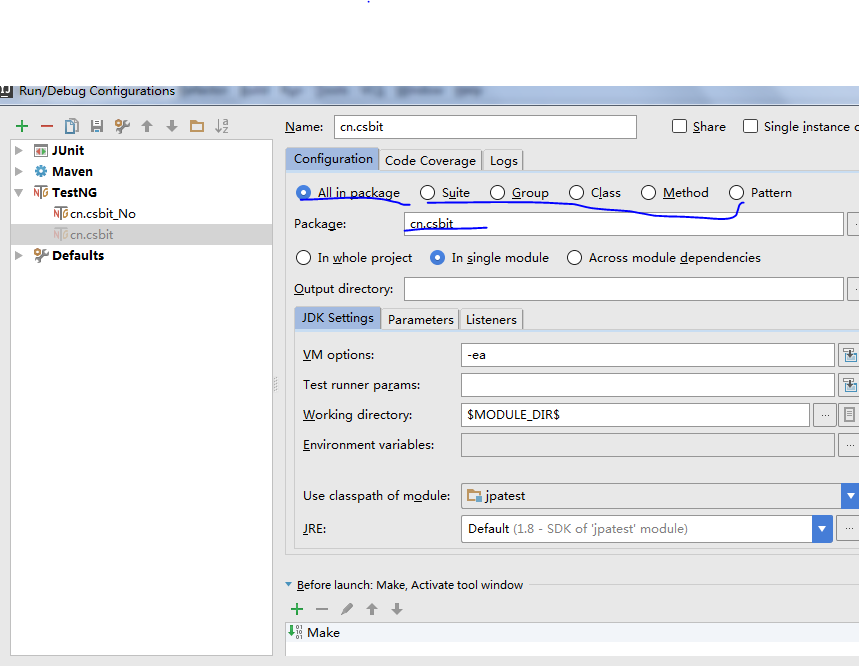 Run/Debug Configurations
Name: cn.csbit Share Single instance o
JUnit
Maven
TestNG
cn.csbit_No
cn.csbit
Defaults
Configuration Code Coverage Logs
All in package Suite Group Class Method Pattern
Package: cn.csbit
In whole project In single module Across module dependencies
Output directory:
JDK Settings Parameters Listeners
VM options: -ea
Test runner params:
Working directory: $MODULE_DIR$
Environment variables:
Use classpath of module: jpatest
JRE: Default (1.8 - SDK of 'jpatest' module)
Before launch: Make, Activate tool window
Make